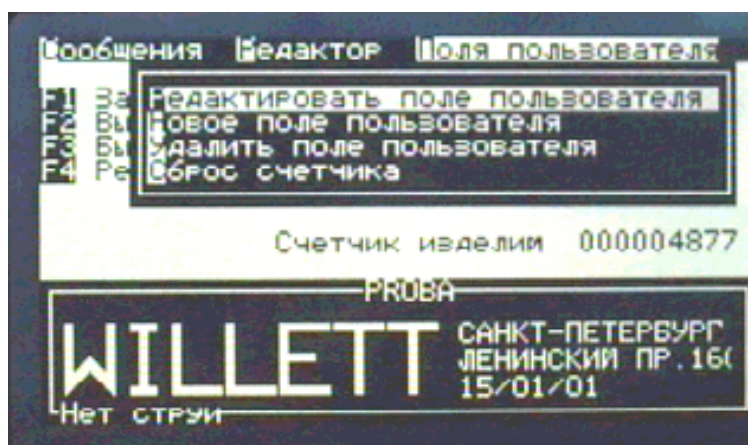 Сообщения Редактор Поля пользователя
F1 За
Редактировать поле пользователя
F2 Вы
Новое поле пользователя
F3 Вы
Удалить поле пользователя
F4 Ре
Сброс счетчика
Счетчик изделий 000004877
PROBA
WILLETT
САНКТ-ПЕТЕРБУРГ
ЛЕНИНСКИЙ ПР.16(
15/01/01
Нет струи